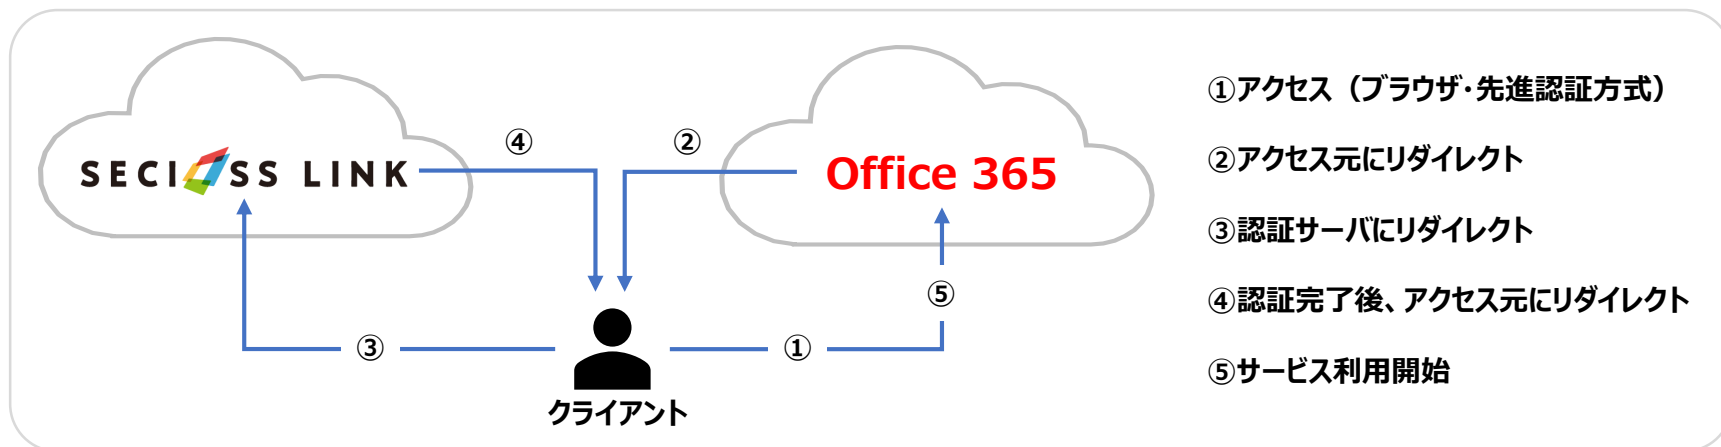 SECIOSS LINK
④
②
Office 365
③
①
⑤
クライアント
①アクセス（ブラウザ・先進認証方式）
②アクセス元にリダイレクト
③認証サーバにリダイレクト
④認証完了後、アクセス元にリダイレクト
⑤サービス利用開始